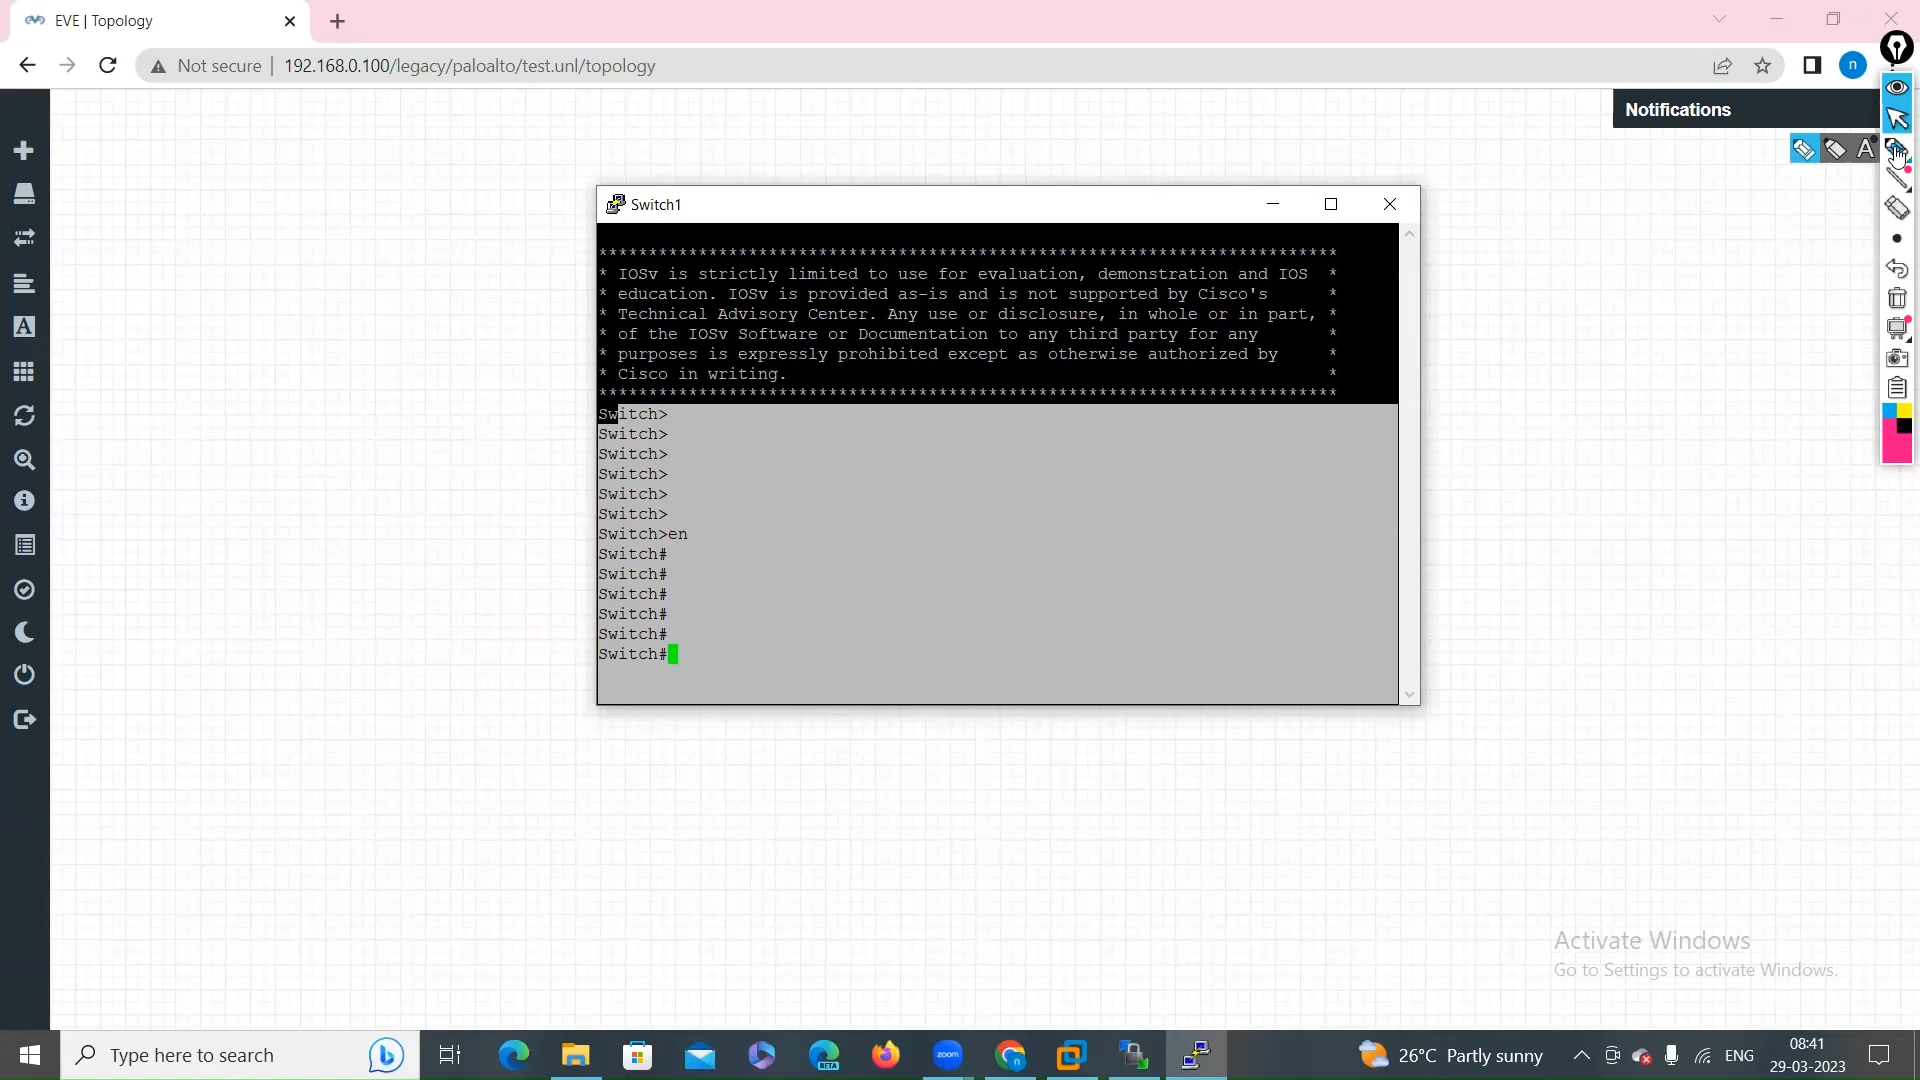 EVE | Topology
Not secure
192.168.0.100/legacy/paloalto/test.unl/topology
n
Notifications
A
A
Switch1
**************************************************************************
* IOSv is strictly limited to use for evaluation, demonstration and IOS *
* education. IOSv is provided as-is and is not supported by Cisco's *
* Technical Advisory Center. Any use or disclosure, in whole or in part, *
* of the IOSv Software or Documentation to any third party for any *
* purposes is expressly prohibited except as otherwise authorized by *
* Cisco in writing. *
**************************************************************************
Switch>
Switch>
Switch>
Switch>
Switch>
Switch>
Switch>en
Switch#
Switch#
Switch#
Switch#
Switch#
Switch#
Activate Windows
Go to Settings to activate Windows.
Type here to search
BETA
zoom
n
26°C Partly sunny
ENG
08:41
29-03-2023